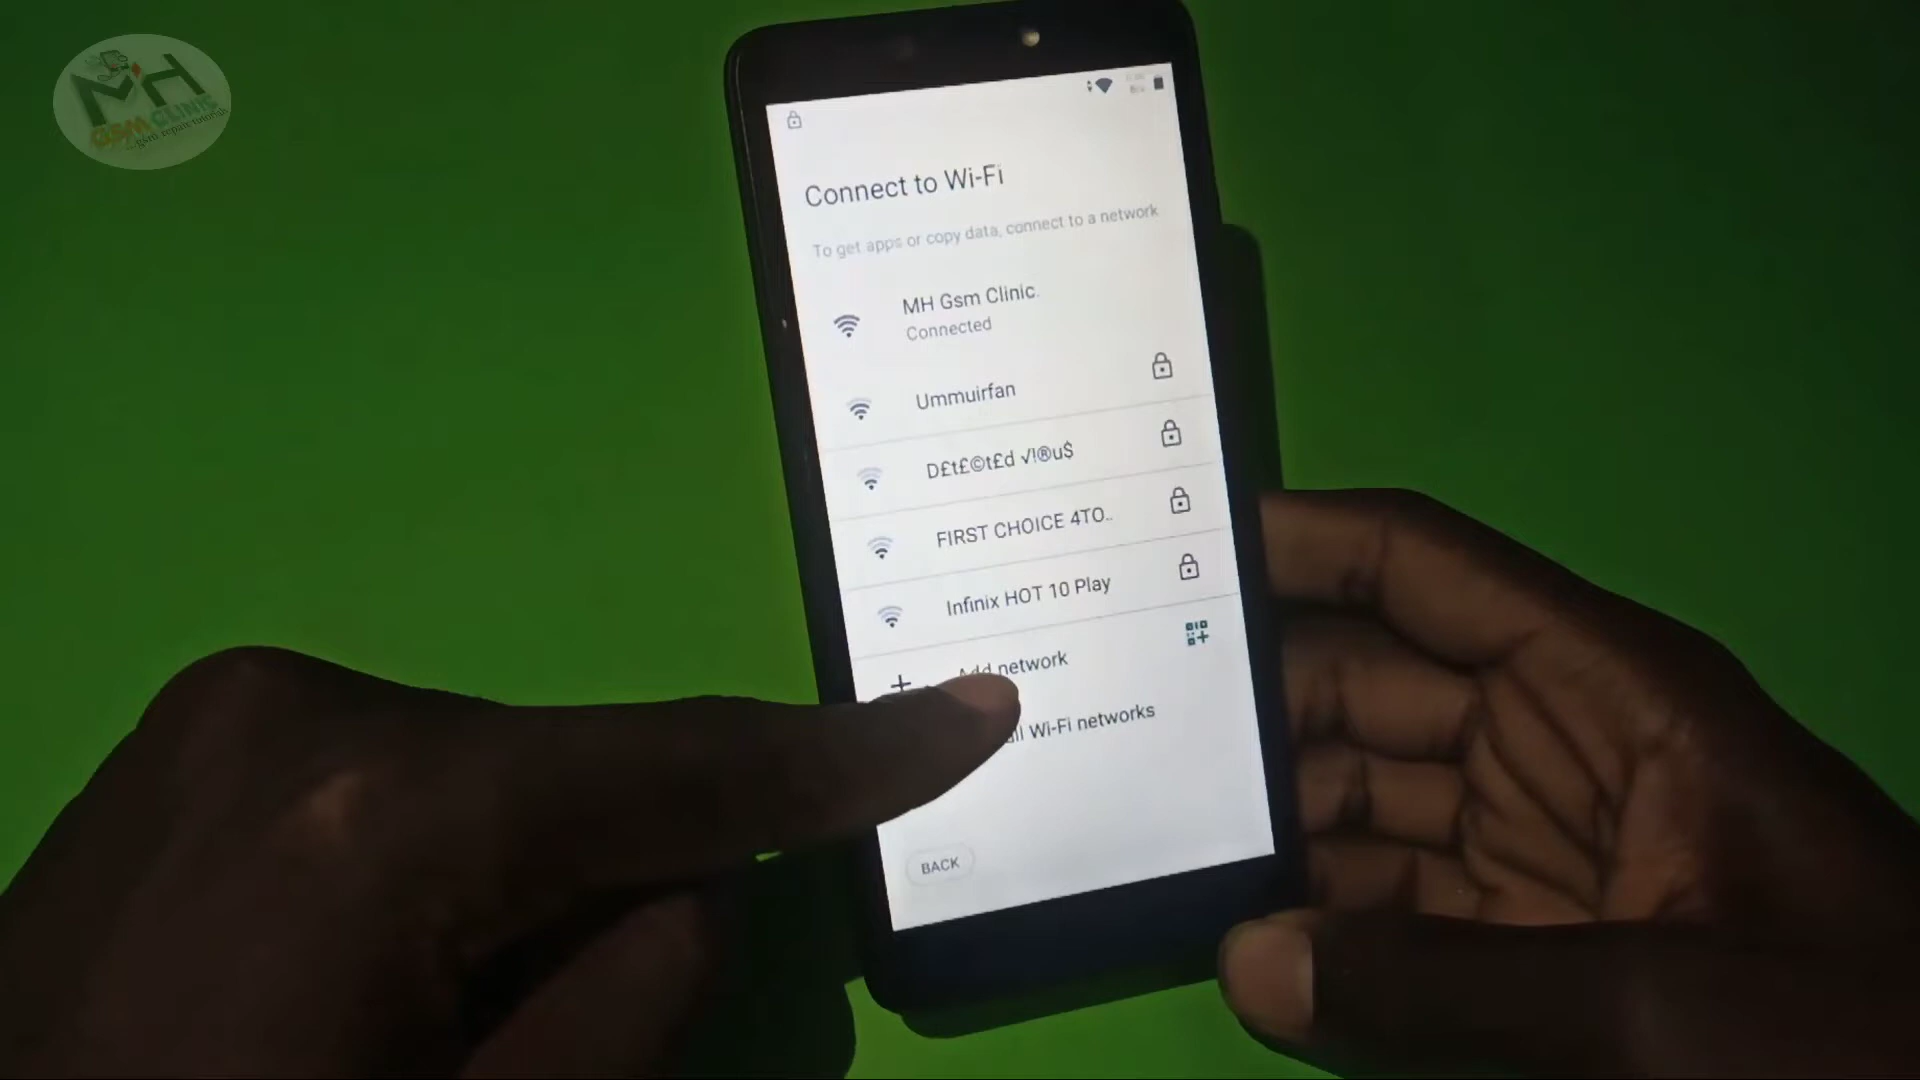 MH
GSM CLINIC
...gsm repair tutorials
Connect to Wi-Fi
To get apps or copy data, connect to a network
MH Gsm Clinic.
Connected
Ummuirfan
D£t£©t£d √!®u$
FIRST CHOICE 4TO..
Infinix HOT 10 Play
Add network
all Wi-Fi networks
BACK